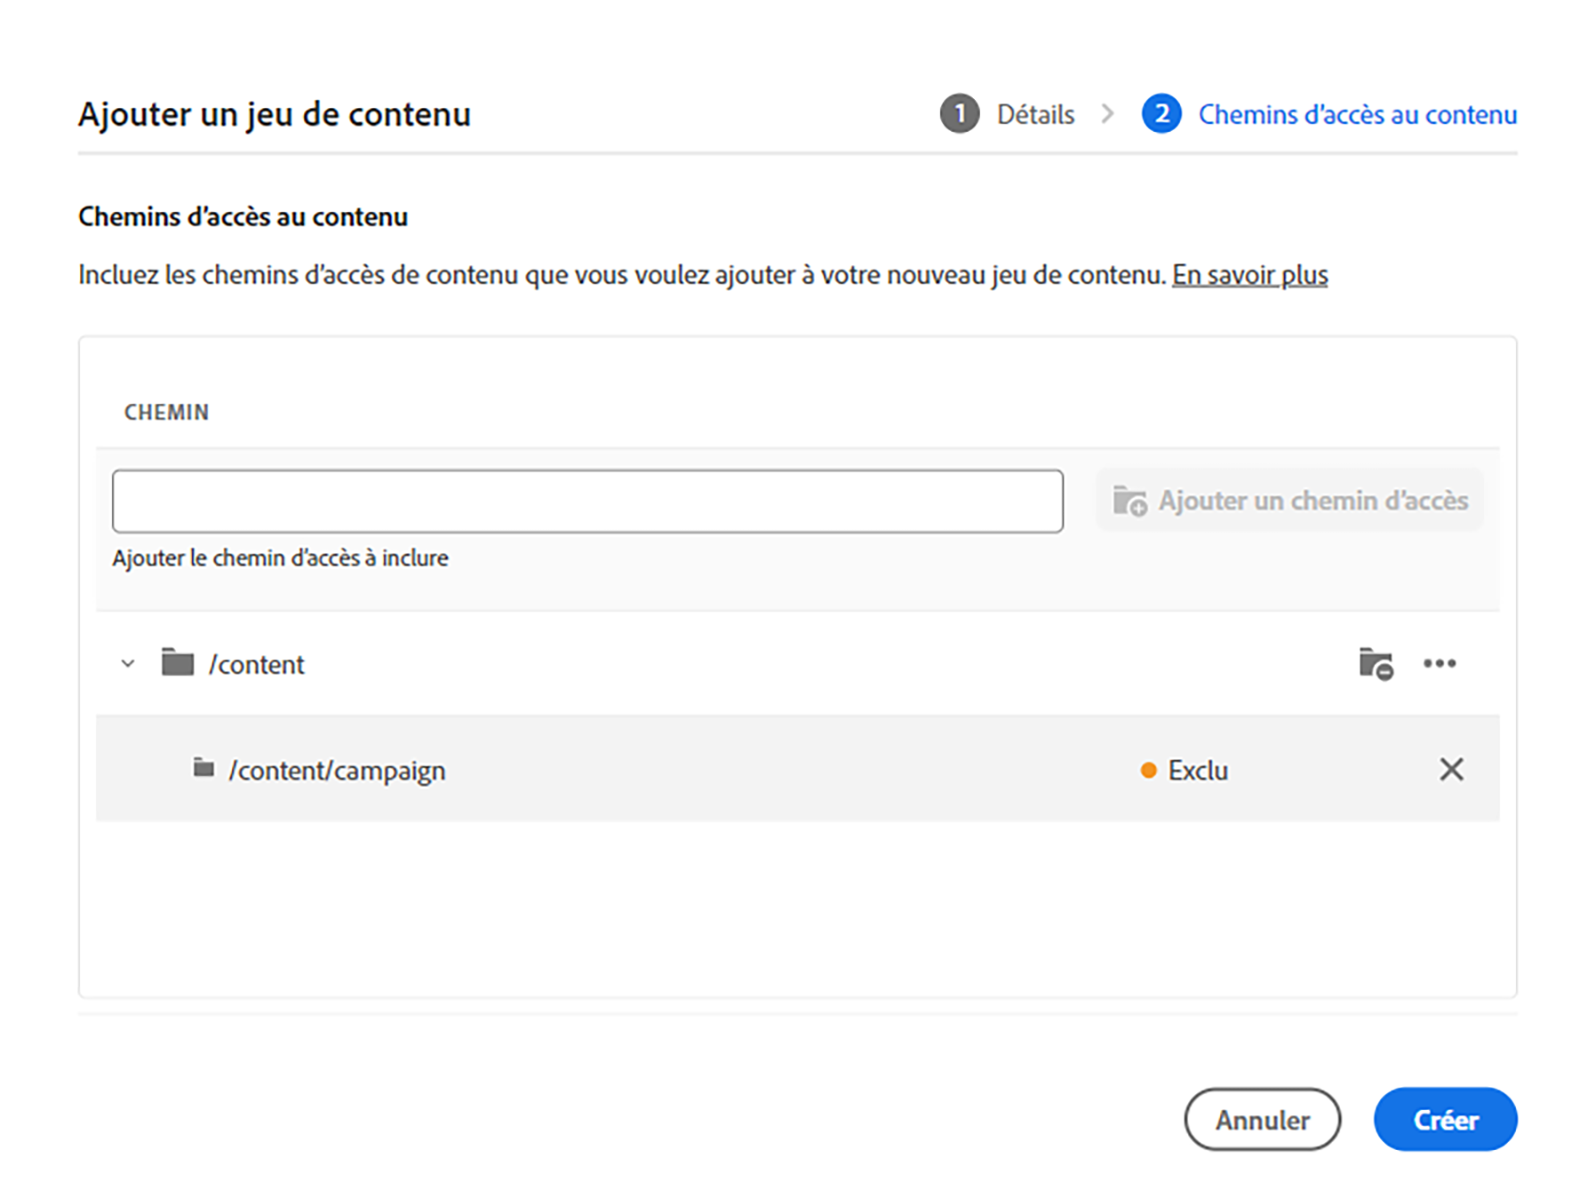 Ajouter un jeu de contenu
1 Détails > 2 Chemins d’accès au contenu
Chemins d’accès au contenu
Incluez les chemins d’accès de contenu que vous voulez ajouter à votre nouveau jeu de contenu. En savoir plus
CHEMIN
Ajouter un chemin d’accès
Ajouter le chemin d’accès à inclure
/content
/content/campaign Exclu
Annuler Créer